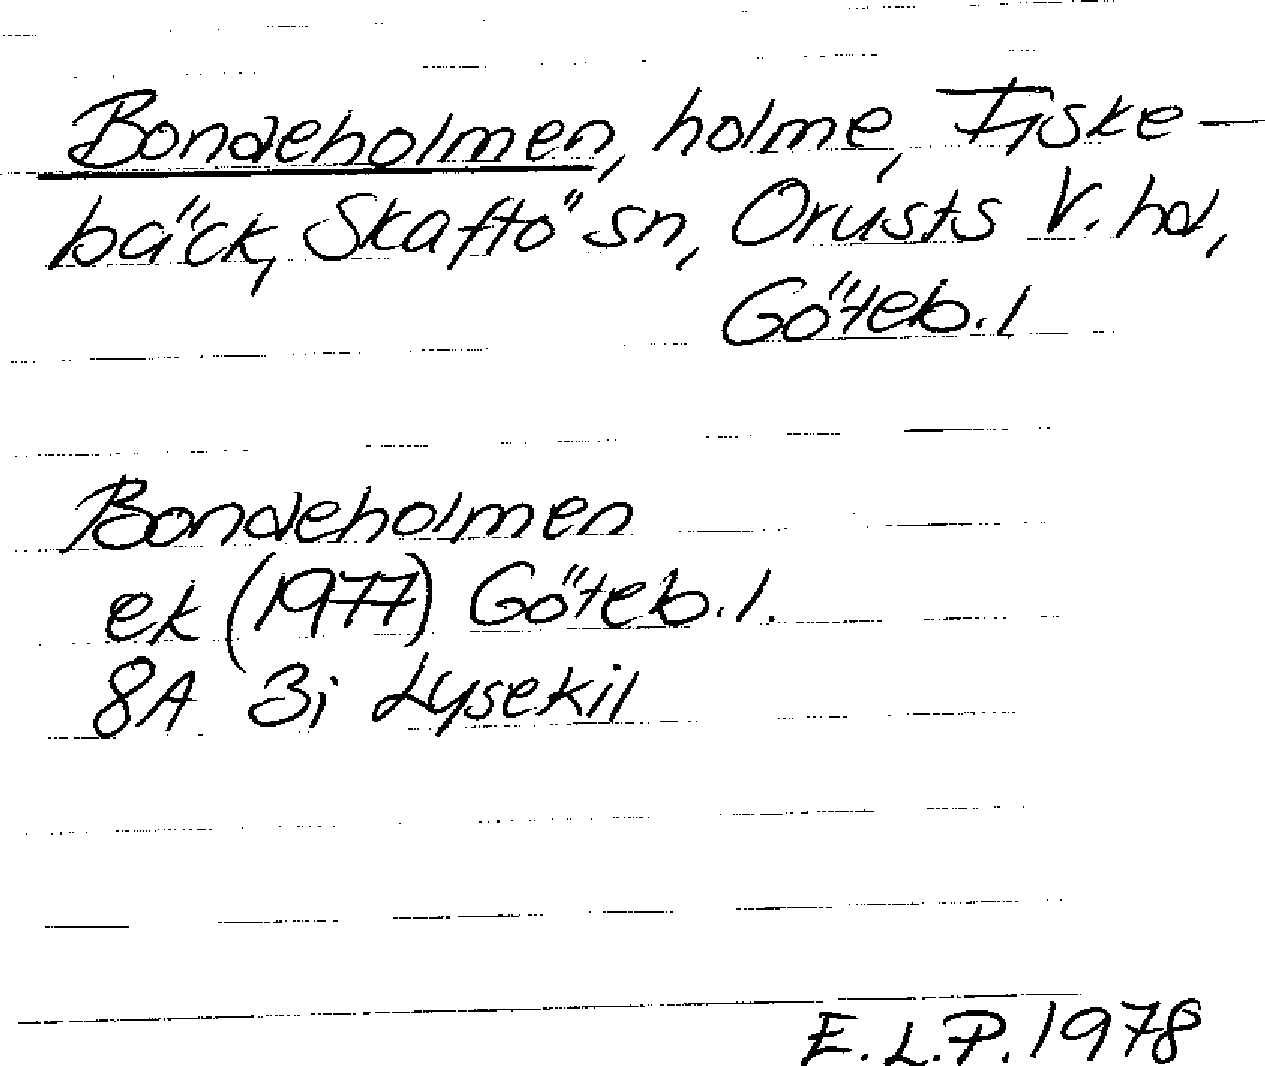 Bondeholmen, holme, Fiske-
bäck, Skaftö sn, Orusts V. hd,
Göteb. l
Bondeholmen
ek (1977) Göteb. l.
8A 3i Lysekil
E. L. P. 1978